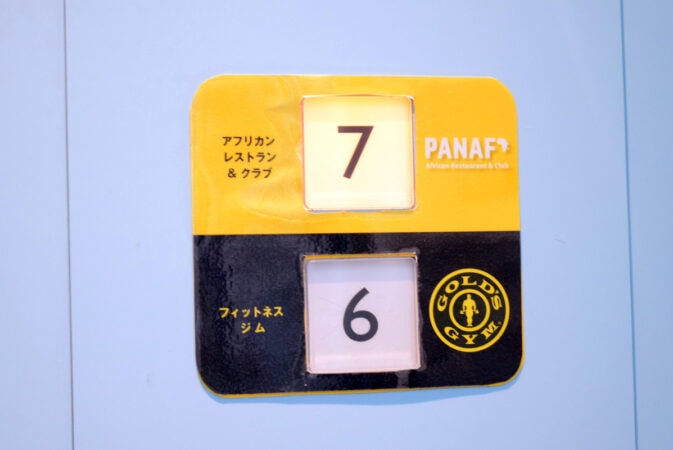 アフリカン
レストラン
& クラブ
7
PANAF
African Restaurant & Club
フィットネス
ジム
6
GOLD'S
GYM